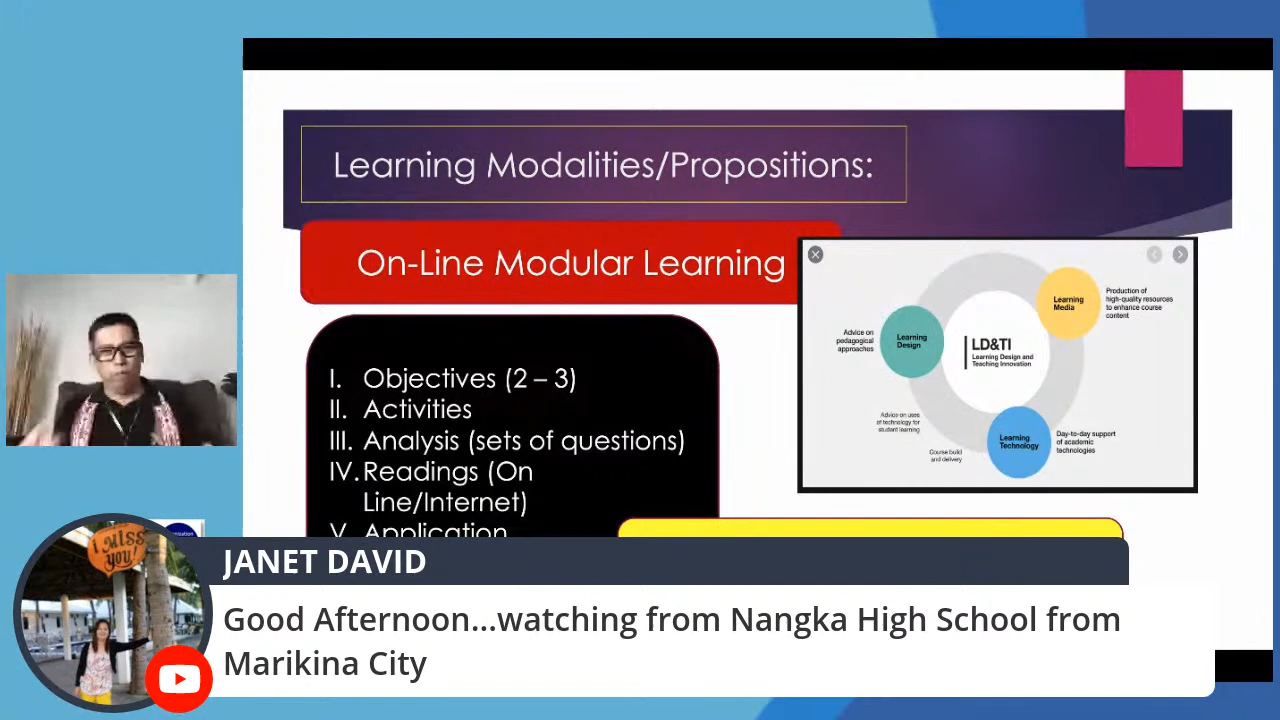 Learning Modalities/Propositions:
On-Line Modular Learning
I. Objectives (2 – 3)
II. Activities
III. Analysis (sets of questions)
IV. Readings (On
Line/Internet)
V. Application
LD&TI
Learning Design and
Teaching Innovation
Learning
Media
Production of
high-quality resources
to enhance course
content
Learning
Design
Advice on
pedagogical
approaches
Advice on uses
of technology for
student learning
Course build
and delivery
Learning
Technology
Day-to-day support
of academic
technologies
i MISS
YOU!
JANET DAVID
Good Afternoon...watching from Nangka High School from
Marikina City